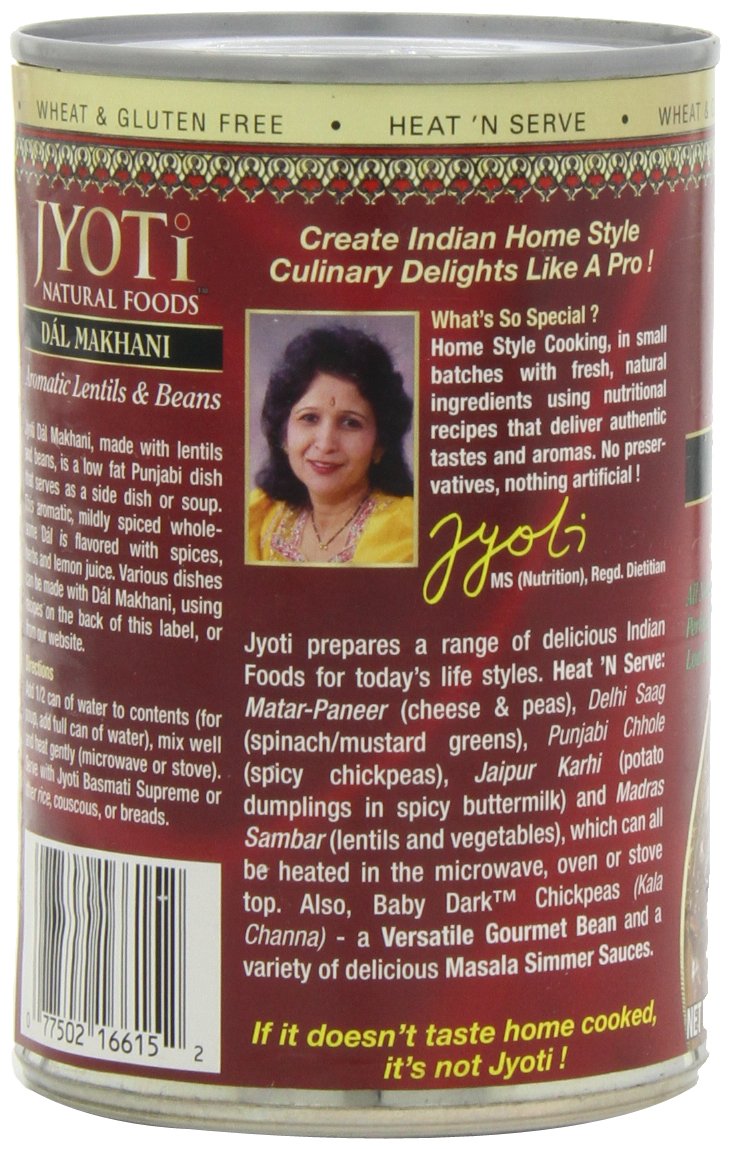 WHEAT & GLUTEN FREE • HEAT 'N SERVE • WHEAT &
JYOTi
NATURAL FOODS
DÁL MAKHANI
Aromatic Lentils & Beans
Jyoti Dál Makhani, made with lentils
and beans, is a low fat Punjabi dish
that serves as a side dish or soup.
This aromatic, mildly spiced whole-
some Dál is flavored with spices,
herbs and lemon juice. Various dishes
can be made with Dál Makhani, using
recipes on the back of this label, or
from our website.
Directions
Add 1/2 can of water to contents (for
soup, add full can of water), mix well
and heat gently (microwave or stove).
Serve with Jyoti Basmati Supreme or
other rice, couscous, or breads.
0 77502 16615 2
Create Indian Home Style
Culinary Delights Like A Pro !
What's So Special ?
Home Style Cooking, in small
batches with fresh, natural
ingredients using nutritional
recipes that deliver authentic
tastes and aromas. No preser-
vatives, nothing artificial !
Jyoti
MS (Nutrition), Regd. Dietitian
Jyoti prepares a range of delicious Indian
Foods for today's life styles. Heat 'N Serve:
Matar-Paneer (cheese & peas), Delhi Saag
(spinach/mustard greens), Punjabi Chhole
(spicy chickpeas), Jaipur Karhi (potato
dumplings in spicy buttermilk) and Madras
Sambar (lentils and vegetables), which can all
be heated in the microwave, oven or stove
top. Also, Baby Dark™ Chickpeas (Kala
Channa) - a Versatile Gourmet Bean and a
variety of delicious Masala Simmer Sauces.
If it doesn't taste home cooked,
it's not Jyoti !
NET